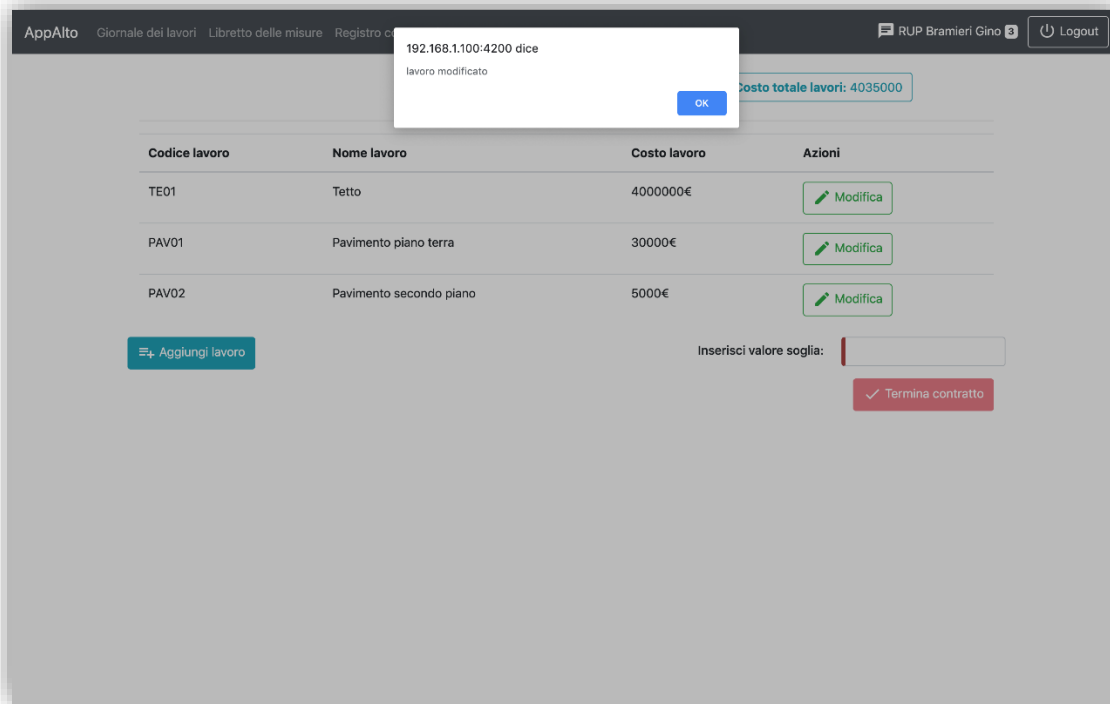 AppAlto Giornale dei lavori Libretto delle misure Registro
RUP Bramieri Gino 3 Logout
192.168.1.100:4200 dice
lavoro modificato
OK
Costo totale lavori: 4035000
Codice lavoro Nome lavoro Costo lavoro Azioni
TE01 Tetto 4000000€ Modifica
PAV01 Pavimento piano terra 30000€ Modifica
PAV02 Pavimento secondo piano 5000€ Modifica
Aggiungi lavoro Inserisci valore soglia:
Termina contratto